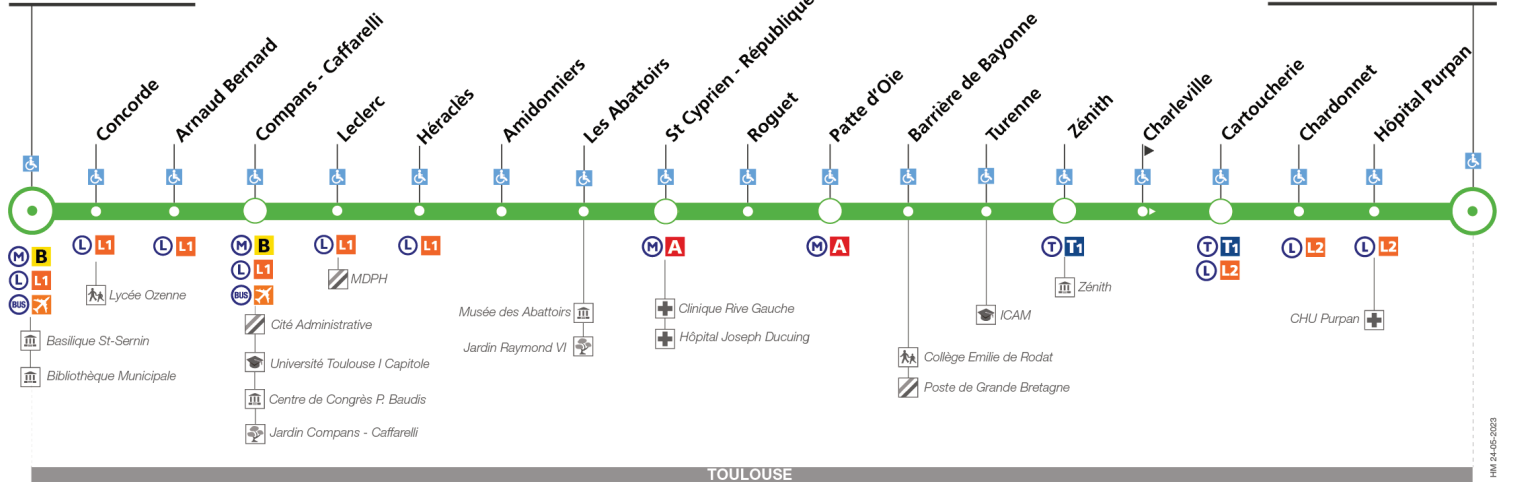 Concorde
Arnaud Bernard
Compans - Caffarelli
Leclerc
Héraclès
Amidonniers
Les Abattoirs
St Cyprien - République
Roguet
Patte d'Oie
Barrière de Bayonne
Turenne
Zénith
Charleville
Cartoucherie
Chardonnet
Hôpital Purpan
M B
L L1
BUS
Basilique St-Sernin
Bibliothèque Municipale
L L1
Lycée Ozenne
L L1
M B
L L1
BUS
Cité Administrative
Université Toulouse I Capitole
Centre de Congrès P. Baudis
Jardin Compans - Caffarelli
L L1
MDPH
L L1
Musée des Abattoirs
Jardin Raymond VI
M A
Clinique Rive Gauche
Hôpital Joseph Ducuing
M A
Collège Emilie de Rodat
Poste de Grande Bretagne
ICAM
T T1
Zénith
T T1
L L2
L L2
L L2
CHU Purpan
TOULOUSE
HM 24-05-2023